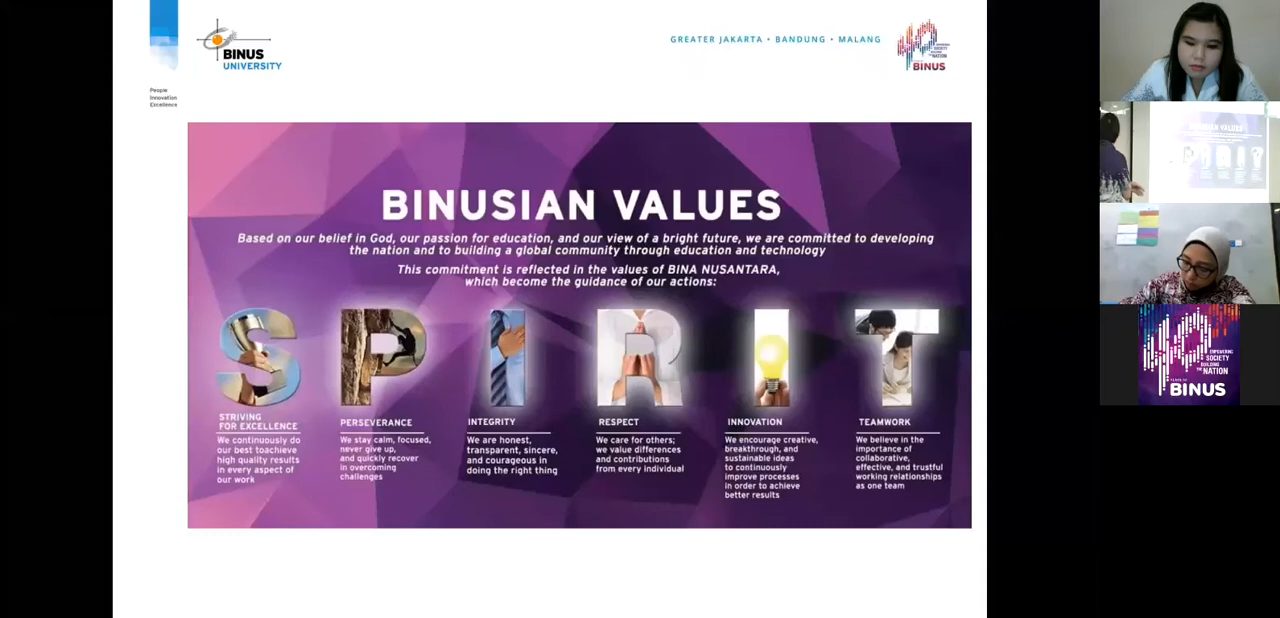 BINUS
UNIVERSITY
GREATER JAKARTA • BANDUNG • MALANG
BINUS
People
Innovation
Excellence
BINUSIAN VALUES
Based on our belief in God, our passion for education, and our view of a bright future, we are committed to developing
the nation and to building a global community through education and technology
This commitment is reflected in the values of BINA NUSANTARA,
which become the guidance of our actions:
S P I R I T
STRIVING
FOR EXCELLENCE
We continuously do
our best toachieve
high quality results
in every aspect of
our work
PERSEVERANCE
We stay calm, focused,
never give up,
and quickly recover
in overcoming
challenges
INTEGRITY
We are honest,
transparent, sincere,
and courageous in
doing the right thing
RESPECT
We care for others;
we value differences
and contributions
from every individual
INNOVATION
We encourage creative,
breakthrough, and
sustainable ideas
to continuously
improve processes
in order to achieve
better results
TEAMWORK
We believe in the
importance of
collaborative,
effective, and trustful
working relationships
as one team
BINUSIAN VALUES
EMPOWERING
SOCIETY
BUILDING
THE NATION
BINUS